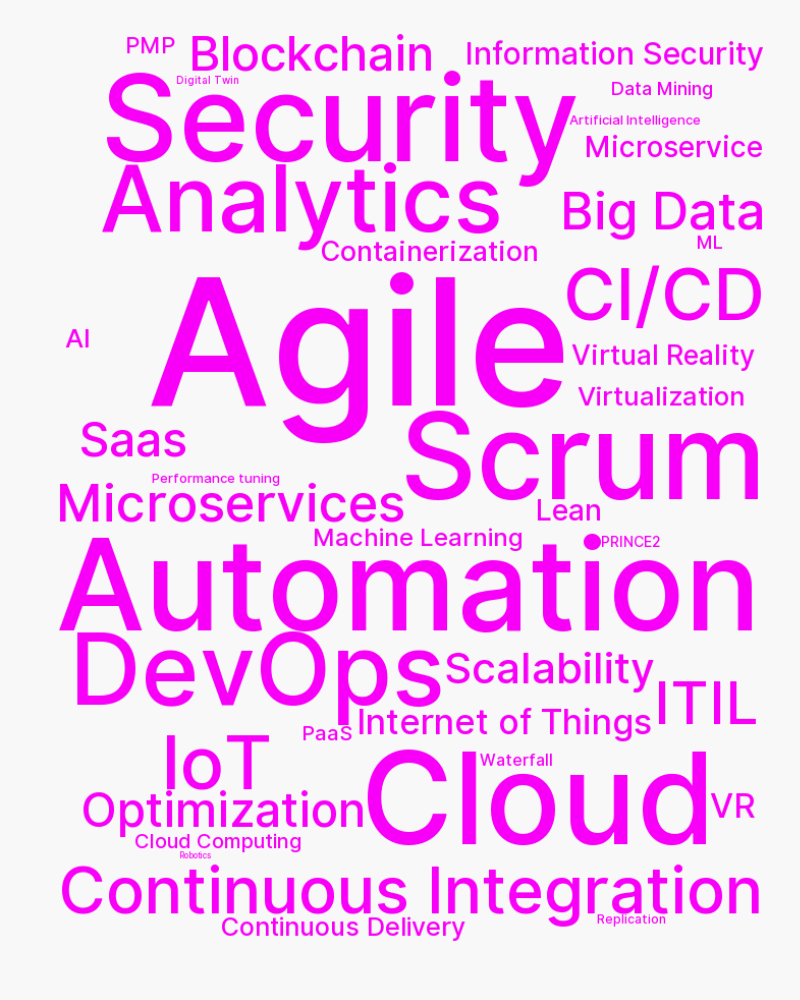 PMP
Blockchain
Information Security
Digital Twin
Security
Data Mining
Artificial Intelligence
Microservice
Analytics
Big Data
ML
Containerization
CI/CD
Agile
AI
Virtual Reality
Virtualization
Saas
Scrum
Performance tuning
Microservices
Lean
Machine Learning
PRINCE2
Automation
DevOps
Scalability
ITIL
Internet of Things
PaaS
IoT
Waterfall
Cloud
Optimization
VR
Cloud Computing
Robotics
Continuous Integration
Replication
Continuous Delivery